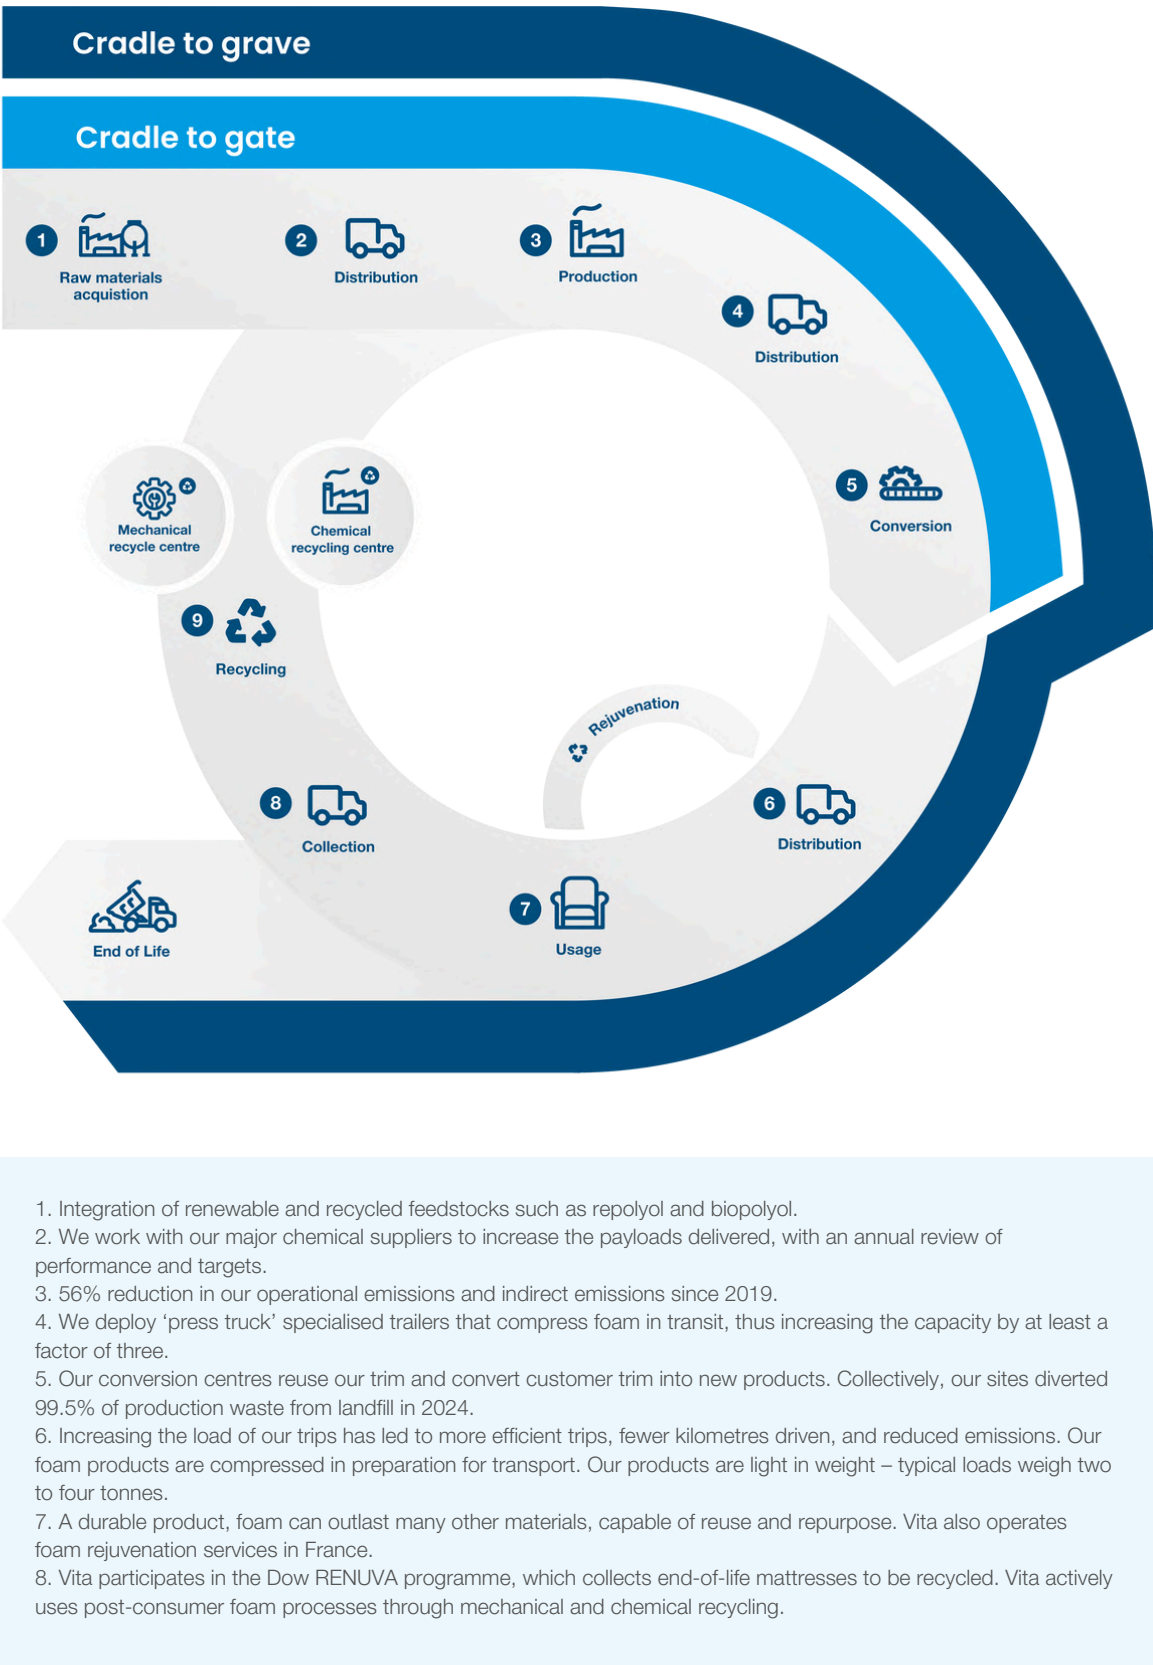 Cradle to grave
Cradle to gate
1
Raw materials
acquistion
2
Distribution
3
Production
4
Distribution
5
Conversion
Mechanical
recycle centre
Chemical
recycling centre
9
Recycling
Rejuvenation
8
Collection
6
Distribution
7
Usage
End of Life
1. Integration of renewable and recycled feedstocks such as repolyol and biopolyol.
2. We work with our major chemical suppliers to increase the payloads delivered, with an annual review of
performance and targets.
3. 56% reduction in our operational emissions and indirect emissions since 2019.
4. We deploy ‘press truck’ specialised trailers that compress foam in transit, thus increasing the capacity by at least a
factor of three.
5. Our conversion centres reuse our trim and convert customer trim into new products. Collectively, our sites diverted
99.5% of production waste from landfill in 2024.
6. Increasing the load of our trips has led to more efficient trips, fewer kilometres driven, and reduced emissions. Our
foam products are compressed in preparation for transport. Our products are light in weight – typical loads weigh two
to four tonnes.
7. A durable product, foam can outlast many other materials, capable of reuse and repurpose. Vita also operates
foam rejuvenation services in France.
8. Vita participates in the Dow RENUVA programme, which collects end-of-life mattresses to be recycled. Vita actively
uses post-consumer foam processes through mechanical and chemical recycling.